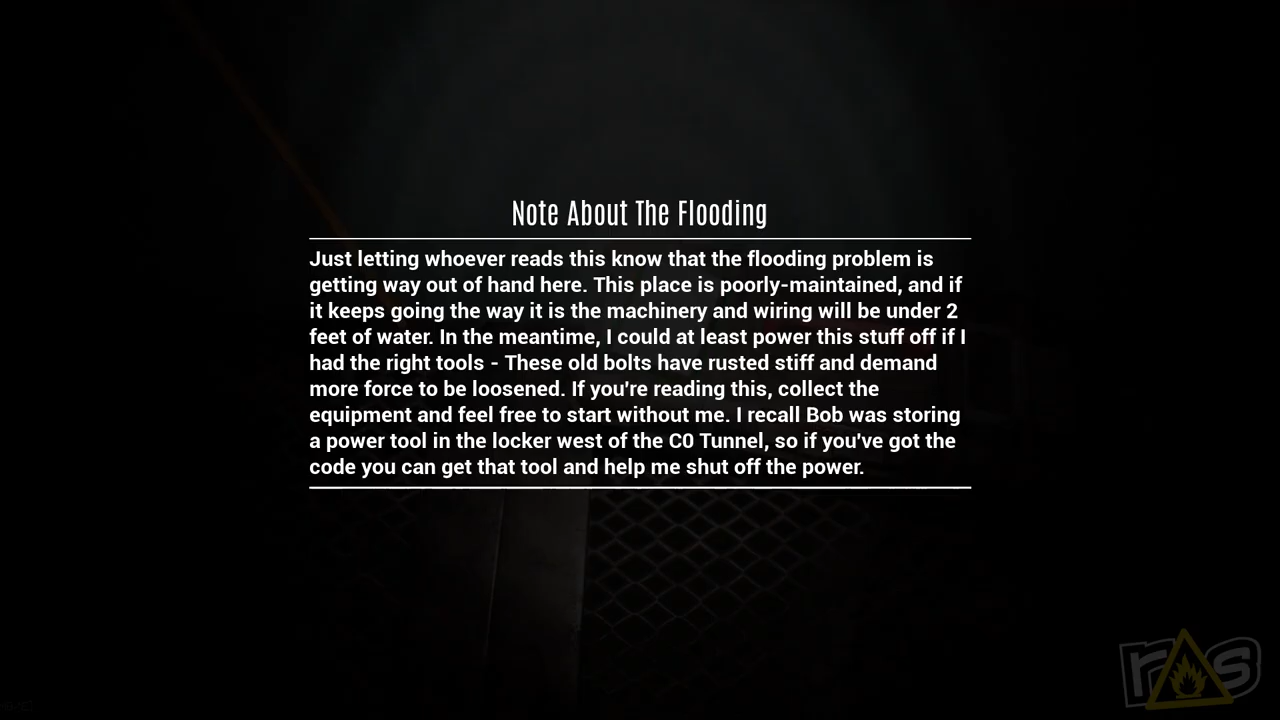 Note About The Flooding
Just letting whoever reads this know that the flooding problem is
getting way out of hand here. This place is poorly-maintained, and if
it keeps going the way it is the machinery and wiring will be under 2
feet of water. In the meantime, I could at least power this stuff off if I
had the right tools - These old bolts have rusted stiff and demand
more force to be loosened. If you're reading this, collect the
equipment and feel free to start without me. I recall Bob was storing
a power tool in the locker west of the C0 Tunnel, so if you've got the
code you can get that tool and help me shut off the power.
ras